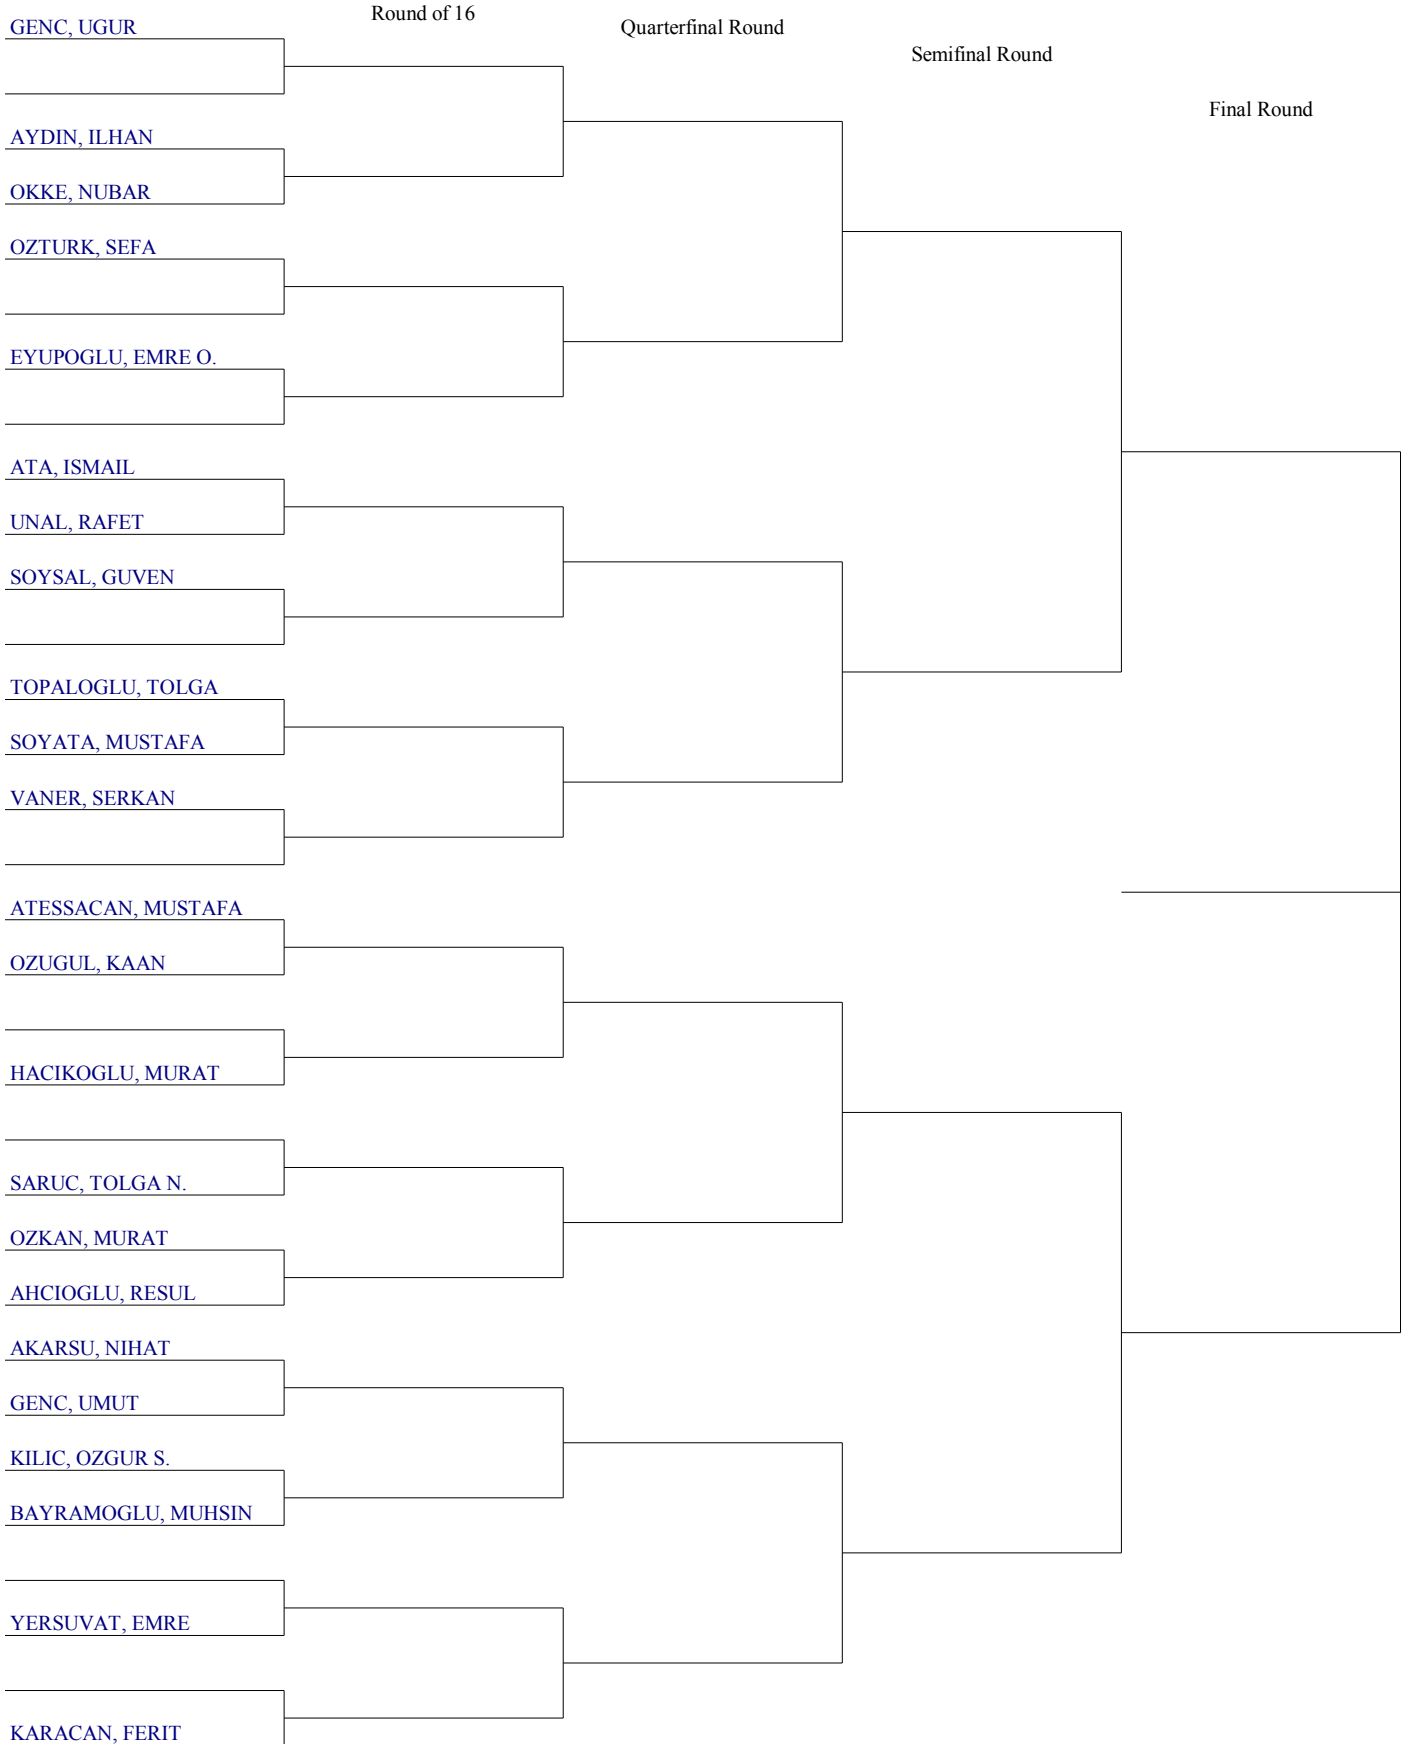 Round of 16
Quarterfinal Round
Semifinal Round
Final Round
GENC, UGUR
AYDIN, ILHAN
OKKE, NUBAR
OZTURK, SEFA
EYUPOGLU, EMRE O.
ATA, ISMAIL
UNAL, RAFET
SOYSAL, GUVEN
TOPALOGLU, TOLGA
SOYATA, MUSTAFA
VANER, SERKAN
ATESSACAN, MUSTAFA
OZUGUL, KAAN
HACIKOGLU, MURAT
SARUC, TOLGA N.
OZKAN, MURAT
AHCIOGLU, RESUL
AKARSU, NIHAT
GENC, UMUT
KILIC, OZGUR S.
BAYRAMOGLU, MUHSIN
YERSUVAT, EMRE
KARACAN, FERIT